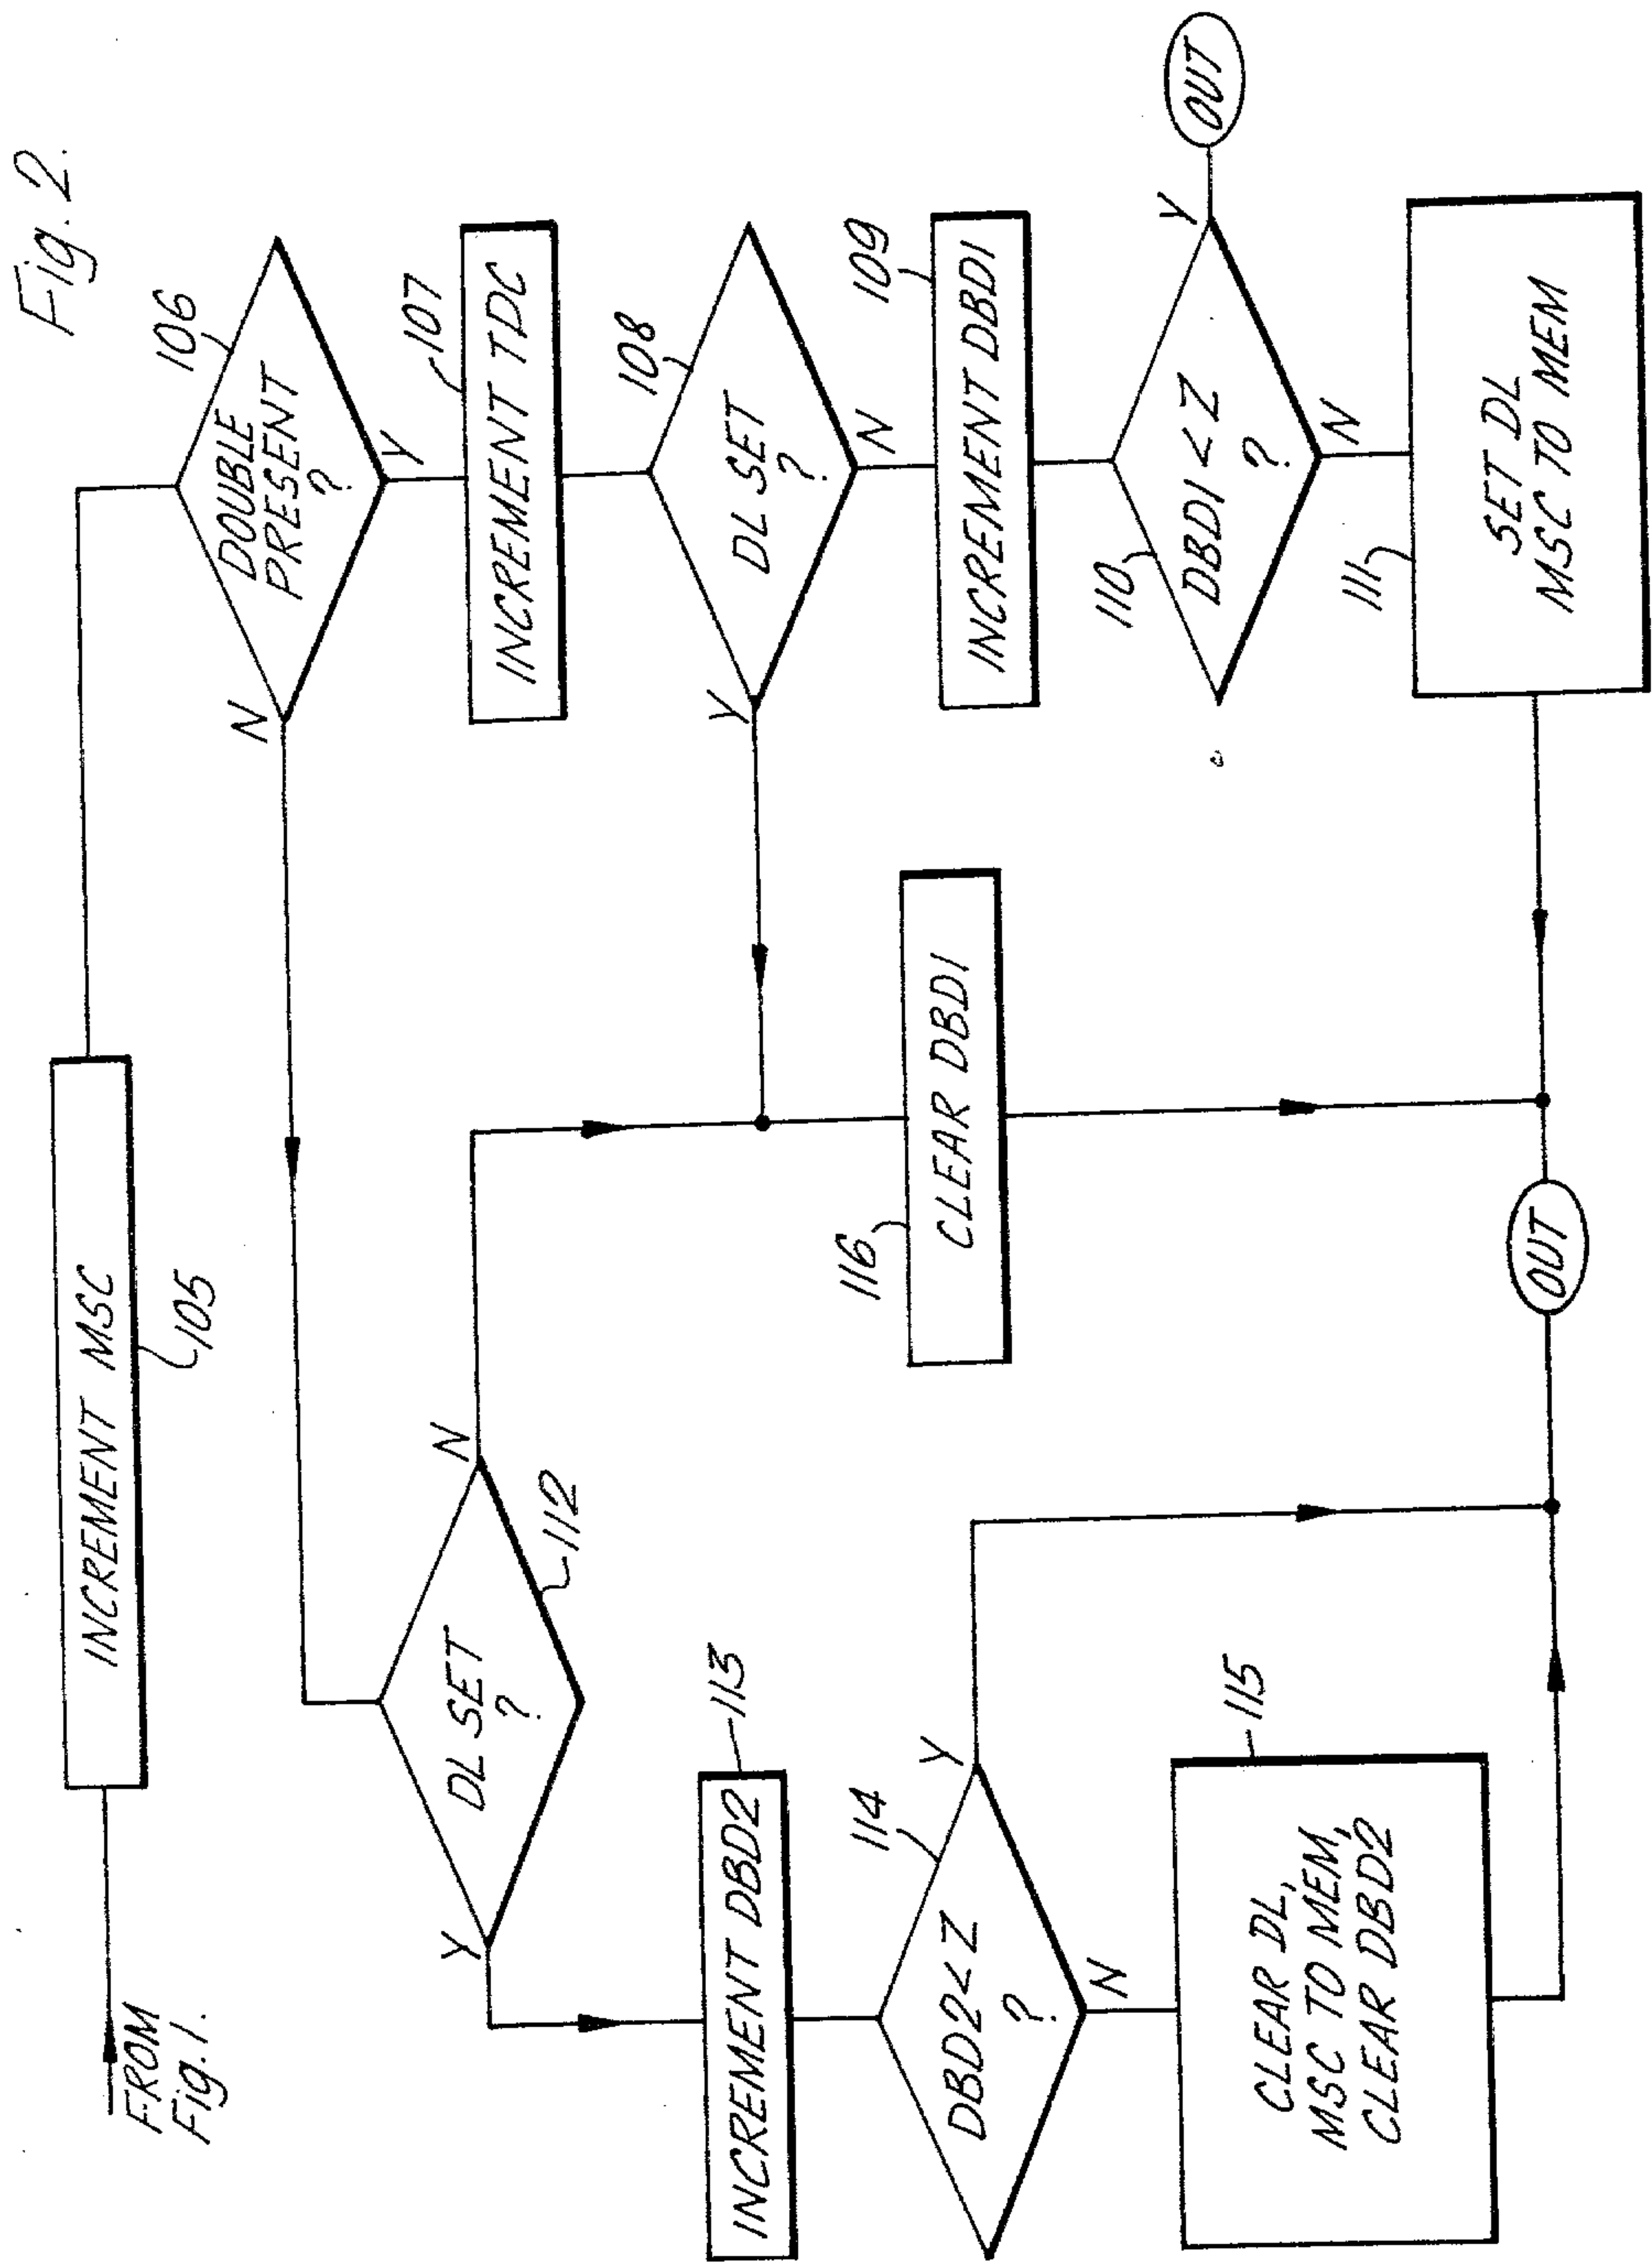 Fig. 2.
FROM
Fig. 1.
INCREMENT MSC
105
DOUBLE
PRESENT
?
106
N
Y
INCREMENT TDC
107
DL SET
?
108
Y
N
INCREMENT DBD1
109
DBD1 < Z
?
110
Y
OUT
N
SET DL
MSC TO MEM
111
DL SET
?
112
Y
N
INCREMENT DBD2
113
DBD2 < Z
?
114
Y
N
CLEAR DL,
MSC TO MEM,
CLEAR DBD2
115
CLEAR DBD1
116
OUT